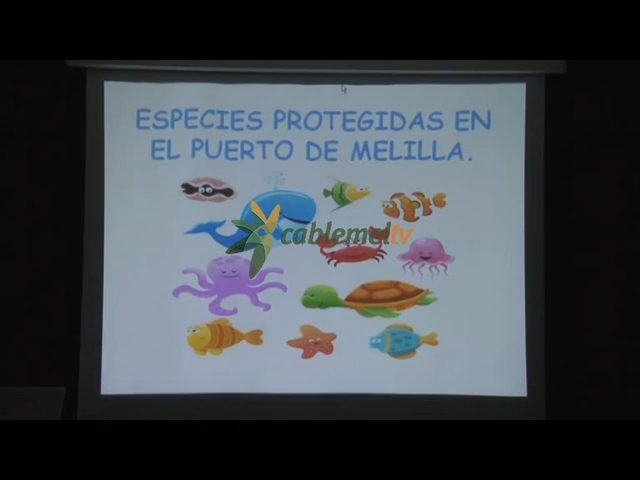 ESPECIES PROTEGIDAS EN
EL PUERTO DE MELILLA.
cablemeltv